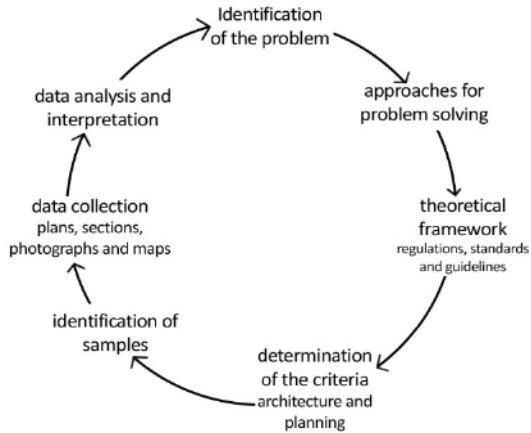 Identification
of the problem
approaches for
problem solving
theoretical
framework
regulations, standards
and guidelines
determination
of the criteria
architecture and
planning
identification of
samples
data collection
plans, sections,
photographs and maps
data analysis and
interpretation